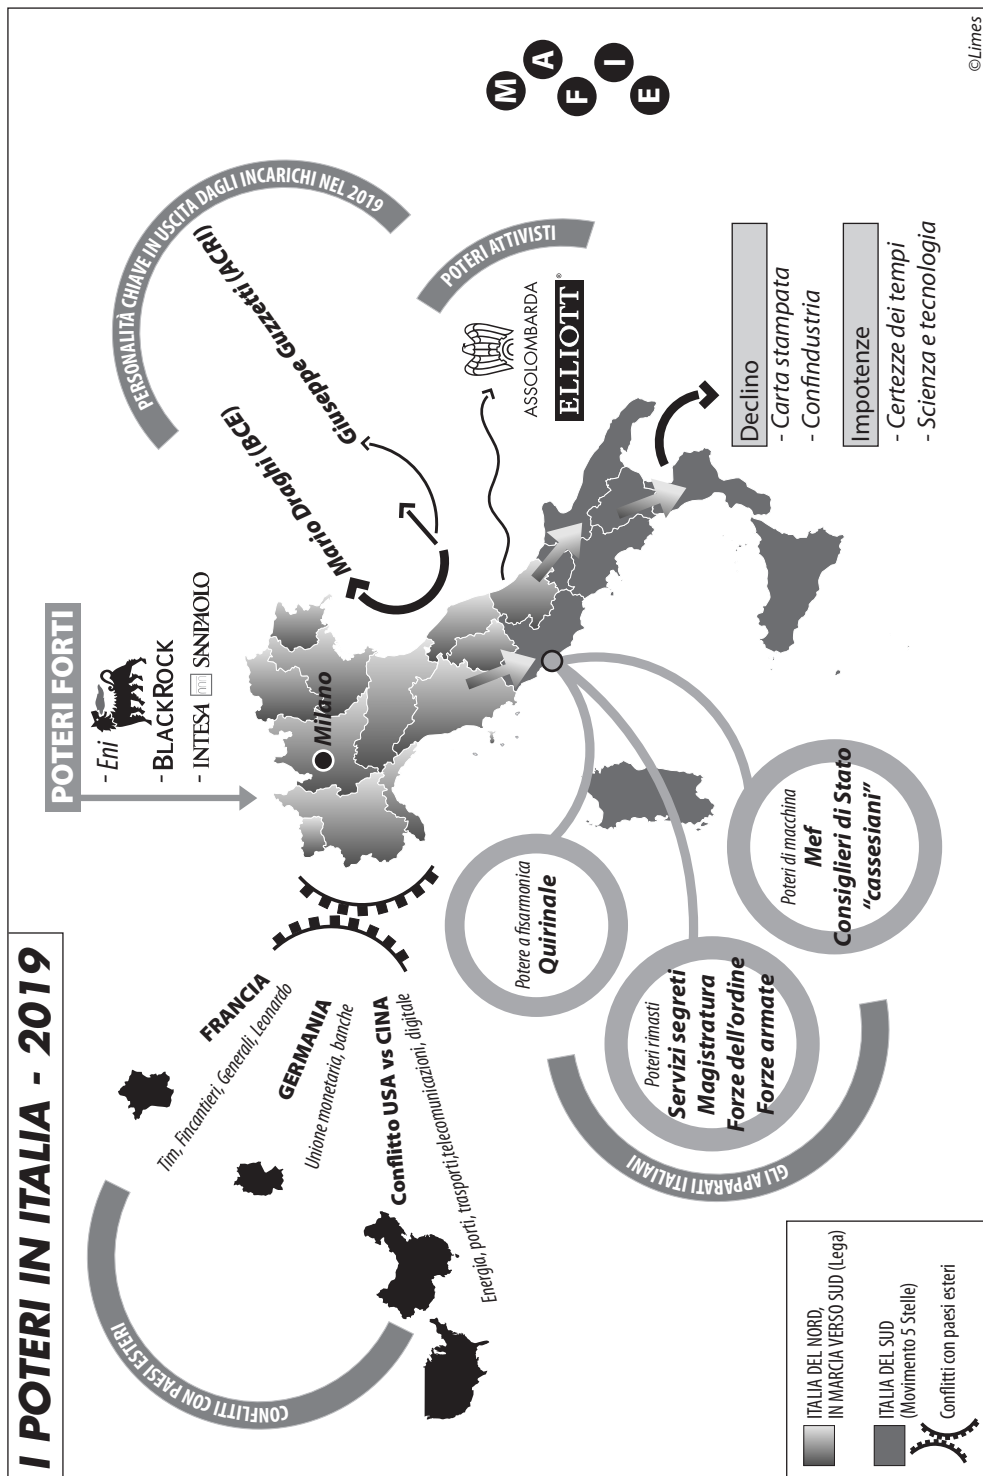 I POTERI IN ITALIA - 2019
CONFLITTI CON PAESI ESTERI
FRANCIA
Tim, Fincantieri, Generali, Leonardo
GERMANIA
Unione monetaria, banche
Conflitto USA vs CINA
Energia, porti, trasporti,telecomunicazioni, digitale
POTERI FORTI
- Eni
- BLACKROCK
- INTESA SANPAOLO
Milano
PERSONALITÀ CHIAVE IN USCITA DAGLI INCARICHI NEL 2019
Mario Draghi (BCE)
Giuseppe Guzzetti (ACRI)
POTERI ATTIVISTI
ASSOLOMBARDA
ELLIOTT®
MAFIE
GLI APPARATI ITALIANI
Potere a fisarmonica
Quirinale
Poteri rimasti
Servizi segreti
Magistratura
Forze dell'ordine
Forze armate
Poteri di macchina
Mef
Consiglieri di Stato
“cassesiani”
Declino
- Carta stampata
- Confindustria
Impotenze
- Certezze dei tempi
- Scienza e tecnologia
ITALIA DEL NORD,
IN MARCIA VERSO SUD (Lega)
ITALIA DEL SUD
(Movimento 5 Stelle)
Conflitti con paesi esteri
©Limes